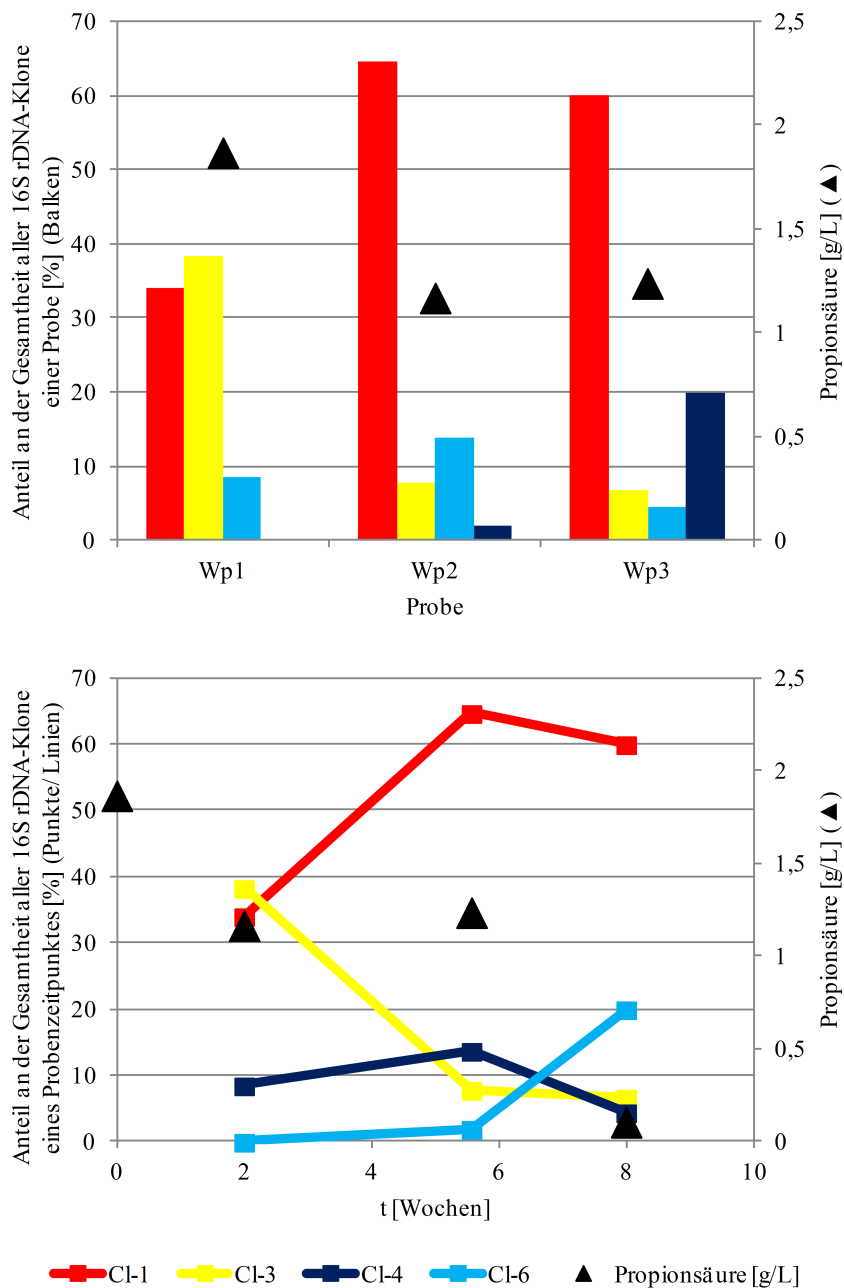 Anteil an der Gesamtheit aller 16S rDNA-Klone
einer Probe [%] (Balken)
70
60
50
40
30
20
10
0
2,5
2
1,5
1
0,5
0
Propionsäure [g/L] (▲)
Wp1 Wp2 Wp3
Probe
Anteil an der Gesamtheit aller 16S rDNA-Klone
eines Probenzeitpunktes [%] (Punkte/ Linien)
70
60
50
40
30
20
10
0
2,5
2
1,5
1
0,5
0
Propionsäure [g/L] (▲)
0 2 4 6 8 10
t [Wochen]
Cl-1 Cl-3 Cl-4 Cl-6 Propionsäure [g/L]